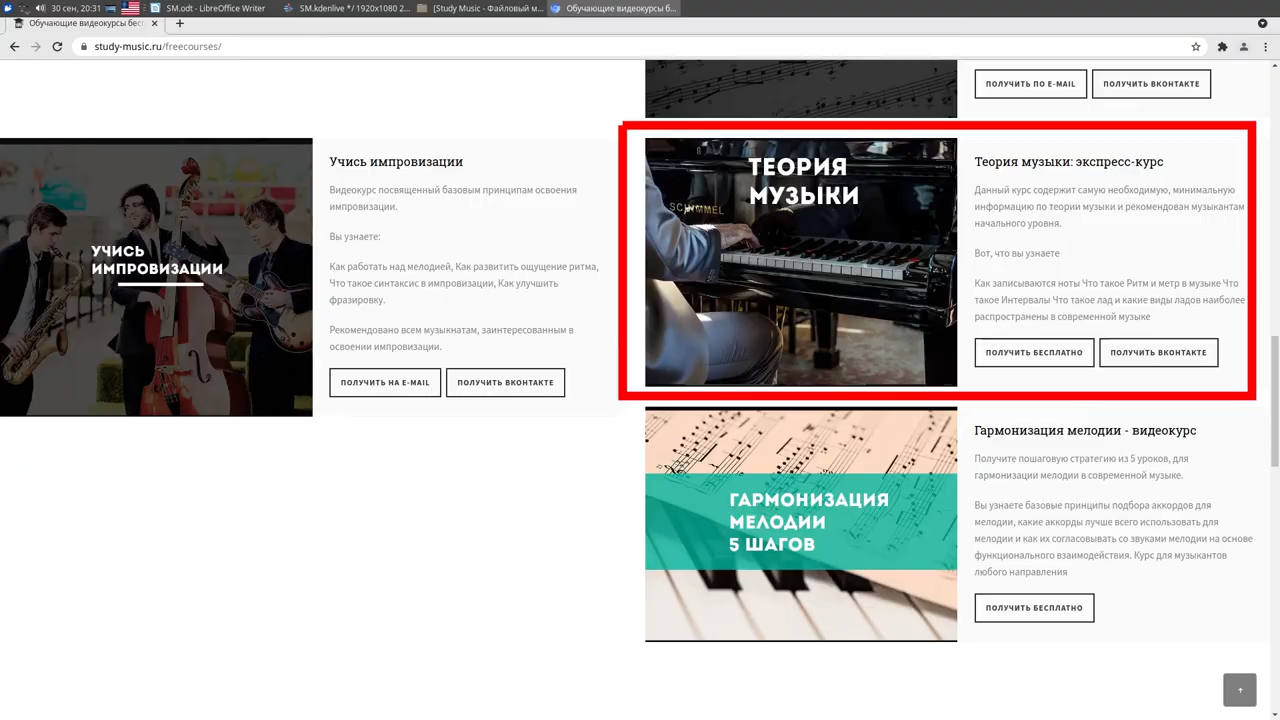 30 сен, 20:31
SM.odt - LibreOffice Writer
SM.kdenlive */ 1920x1080 2...
[Study Music - Файловый м...
Обучающие видеокурсы б...
Обучающие видеокурсы бес
study-music.ru/freecourses/
ПОЛУЧИТЬ ПО E-MAIL
ПОЛУЧИТЬ ВКОНТАКТЕ
УЧИСЬ
ИМПРОВИЗАЦИИ
Учись импровизации
Видеокурс посвященный базовым принципам освоения
импровизации.
Вы узнаете:
Как работать над мелодией, Как развитить ощущение ритма,
Что такое синтаксис в импровизации, Как улучшить
фразировку.
Рекомендовано всем музыкнатам, заинтересованным в
освоении импровизации.
ПОЛУЧИТЬ НА E-MAIL
ПОЛУЧИТЬ ВКОНТАКТЕ
ТЕОРИЯ
МУЗЫКИ
SCHIMMEL
Теория музыки: экспресс-курс
Данный курс содержит самую необходимую, минимальную
информацию по теории музыки и рекомендован музыкантам
начального уровня.
Вот, что вы узнаете
Как записываются ноты Что такое Ритм и метр в музыке Что
такое Интервалы Что такое лад и какие виды ладов наиболее
распространены в современной музыке
ПОЛУЧИТЬ БЕСПЛАТНО
ПОЛУЧИТЬ ВКОНТАКТЕ
ГАРМОНИЗАЦИЯ
МЕЛОДИИ
5 ШАГОВ
Гармонизация мелодии - видеокурс
Получите пошаговую стратегию из 5 уроков, для
гармонизации мелодии в современной музыке.
Вы узнаете базовые принципы подбора аккордов для
мелодии, какие аккорды лучше всего использовать для
мелодии и как их согласовывать со звуками мелодии на основе
функционального взаимодействия. Курс для музыкантов
любого направления
ПОЛУЧИТЬ БЕСПЛАТНО